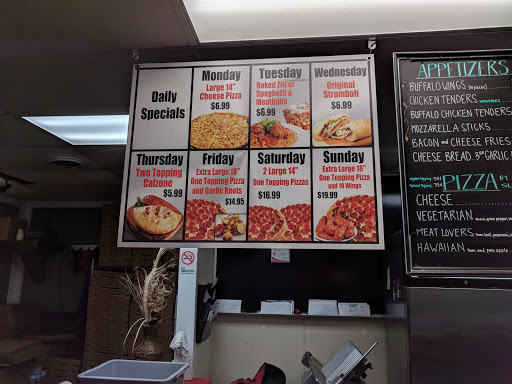 Daily
Specials
Monday
Large 14"
Cheese Pizza
$6.99
Tuesday
Baked Ziti or
Spaghetti &
Meatballs
$6.99
Wednesday
Original
Stromboli
$6.99
Thursday
Two Topping
Calzone
$5.99
Friday
Extra Large 18"
One Topping Pizza
and Garlic Knots
$14.95
Saturday
2 Large 14"
One Topping Pizzas
$16.99
Sunday
Extra Large 18"
One Topping Pizza
and 10 Wings
$19.99
APPETIZERS
BUFFALO WINGS
CHICKEN TENDERS
BUFFALO CHICKEN TENDERS
MOZZARELLA STICKS
BACON and CHEESE FRIES
CHEESE BREAD
GARLIC
PIZZA
CHEESE
VEGETARIAN
MEAT LOVERS
HAWAIIAN